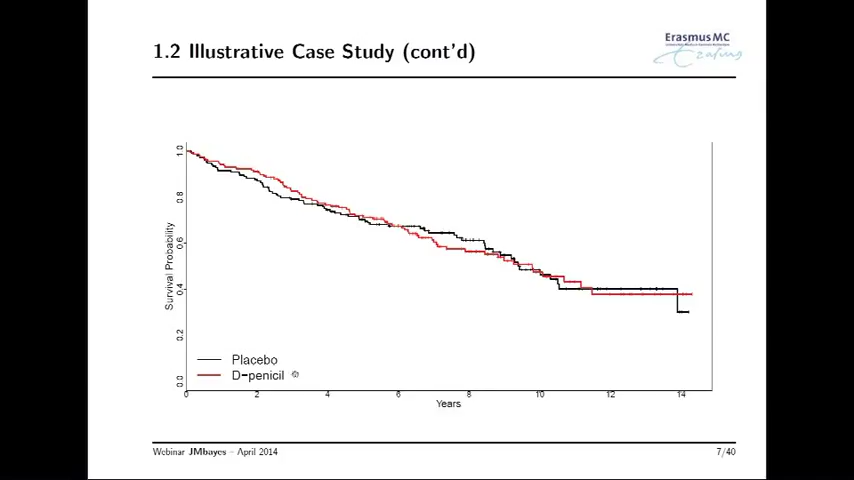 1.2 Illustrative Case Study (cont'd)
Erasmus MC
1.0
0.8
0.6
0.4
0.2
0.0
Survival Probability
Placebo
D-penicil
0 2 4 6 8 10 12 14
Years
Webinar JMbayes – April 2014
7/40